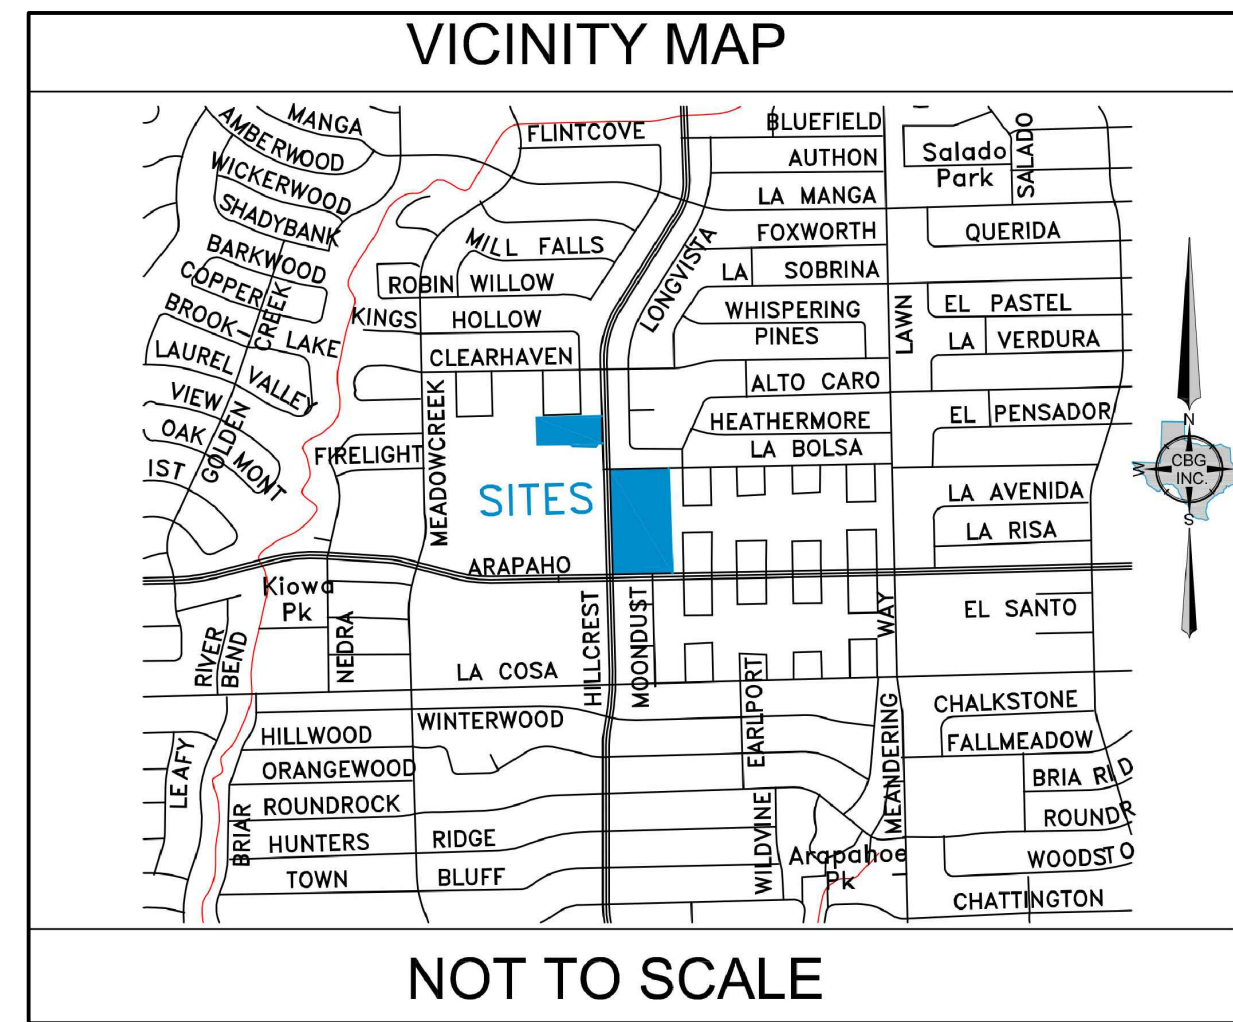 VICINITY MAP
MANGA
AMBERWOOD
WICKERWOOD
SHADYBANK
BARKWOOD
COPPER
CREEK
BROOK-
LAKE
LAUREL VALLEY
VIEW
OAK MONT
IST
GOLDEN
FLINTCOVE
MILL FALLS
ROBIN WILLOW
KINGS HOLLOW
CLEARHAVEN
FIRELIGHT
MEADOWCREEK
SITES
ARAPAHO
LONGVISTA
BLUEFIELD
AUTHON
LA MANGA
FOXWORTH
LA SOBRINA
WHISPERING
PINES
ALTO CARO
HEATHERMORE
LA BOLSA
LAWN
Salado
Park
SALADO
QUERIDA
EL PASTEL
LA VERDURA
EL PENSADOR
LA AVENIDA
LA RISA
EL SANTO
N
W
CBG
INC.
S
Kiowa
Pk
RIVER
BEND
NEDRA
LA COSA
HILLCREST
MOONDUST
EARLPORT
WAY
MEANDERING
CHALKSTONE
FALLMEADOW
BRIA RID
ROUNDR
WOODSTO
CHATTINGTON
WINTERWOOD
HILLWOOD
ORANGEWOOD
ROUNDROCK
HUNTERS RIDGE
TOWN BLUFF
LEAFY
BRIAR
WILDVINE
Arapahoe
Pk
NOT TO SCALE